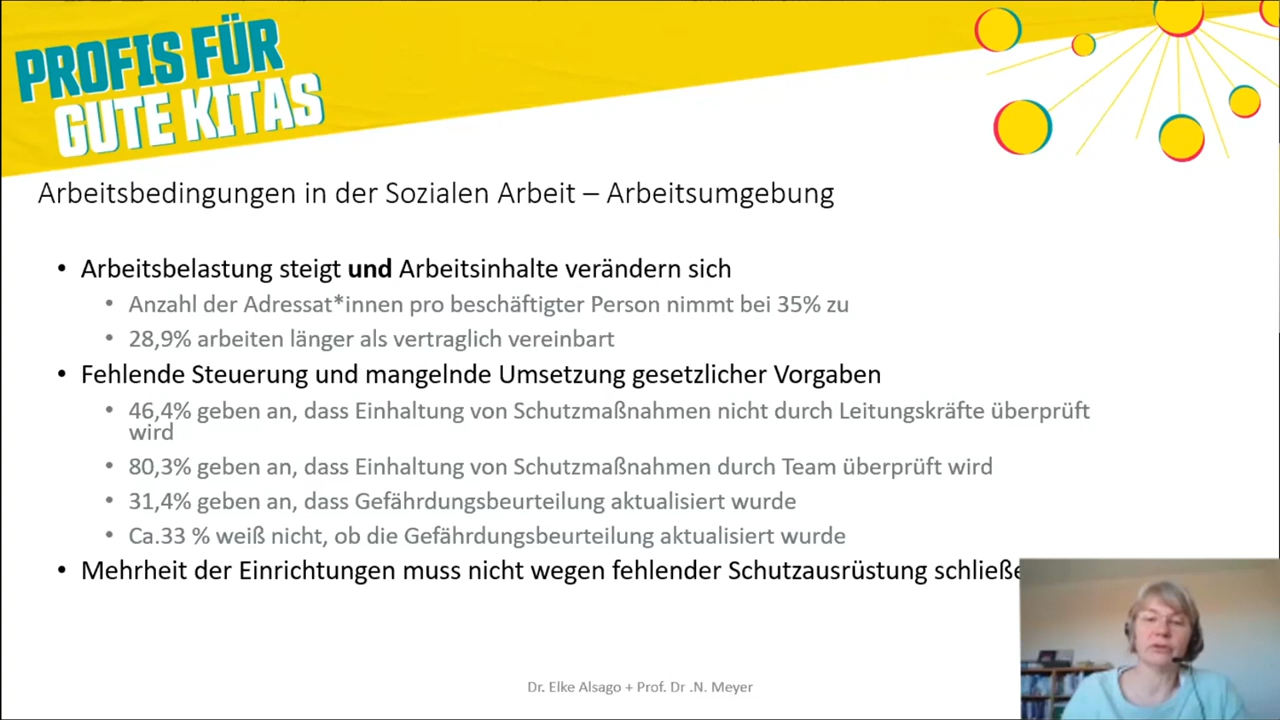 PROFIS FÜR
GUTE KITAS
Arbeitsbedingungen in der Sozialen Arbeit – Arbeitsumgebung
• Arbeitsbelastung steigt und Arbeitsinhalte verändern sich
• Anzahl der Adressat*innen pro beschäftigter Person nimmt bei 35% zu
• 28,9% arbeiten länger als vertraglich vereinbart
• Fehlende Steuerung und mangelnde Umsetzung gesetzlicher Vorgaben
• 46,4% geben an, dass Einhaltung von Schutzmaßnahmen nicht durch Leitungskräfte überprüft
wird
• 80,3% geben an, dass Einhaltung von Schutzmaßnahmen durch Team überprüft wird
• 31,4% geben an, dass Gefährdungsbeurteilung aktualisiert wurde
• Ca.33 % weiß nicht, ob die Gefährdungsbeurteilung aktualisiert wurde
• Mehrheit der Einrichtungen muss nicht wegen fehlender Schutzausrüstung schließe
Dr. Elke Alsago + Prof. Dr .N. Meyer